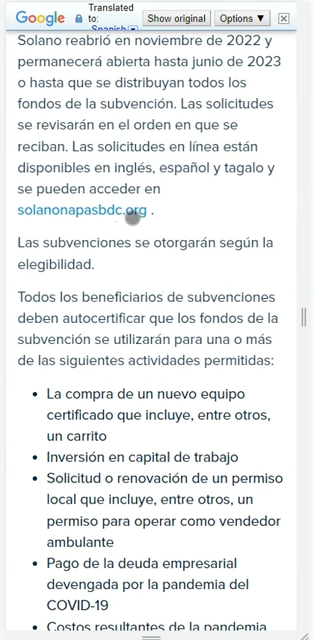 Google Translated to: Spanish Show original Options ▼
Solano reabrió en noviembre de 2022 y
permanecerá abierta hasta junio de 2023
o hasta que se distribuyan todos los
fondos de la subvención. Las solicitudes
se revisarán en el orden en que se
reciban. Las solicitudes en línea están
disponibles en inglés, español y tagalo y
se pueden acceder en
solanonapasbdc.org .
Las subvenciones se otorgarán según la
elegibilidad.
Todos los beneficiarios de subvenciones
deben autocertificar que los fondos de la
subvención se utilizarán para una o más
de las siguientes actividades permitidas:
• La compra de un nuevo equipo
certificado que incluye, entre otros,
un carrito
• Inversión en capital de trabajo
• Solicitud o renovación de un permiso
local que incluye, entre otros, un
permiso para operar como vendedor
ambulante
• Pago de la deuda empresarial
devengada por la pandemia del
COVID-19
• Costos resultantes de la pandemia